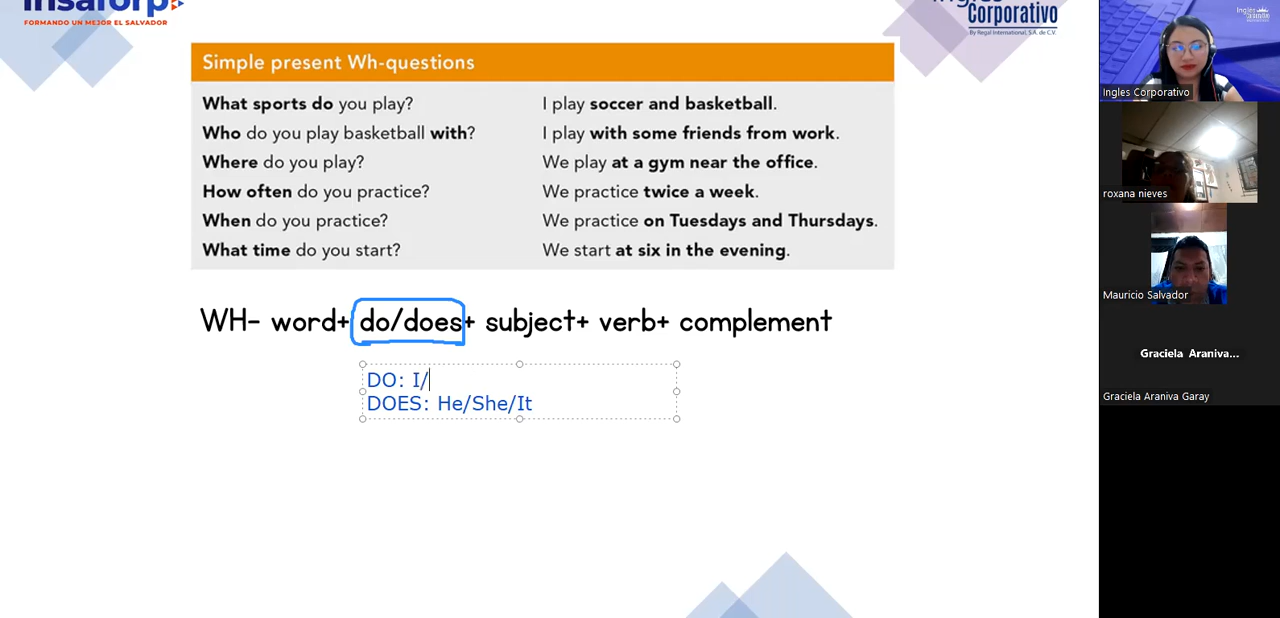 FORMANDO UN MEJOR EL SALVADOR
Corporativo
By Regal International, S.A. de C.V.
Simple present Wh-questions
What sports do you play? I play soccer and basketball.
Who do you play basketball with? I play with some friends from work.
Where do you play? We play at a gym near the office.
How often do you practice? We practice twice a week.
When do you practice? We practice on Tuesdays and Thursdays.
What time do you start? We start at six in the evening.
WH- word+ do/does+ subject+ verb+ complement
DO: I/
DOES: He/She/It
Ingles Corporativo
roxana nieves
Mauricio Salvador
Graciela Araniva...
Graciela Araniva Garay